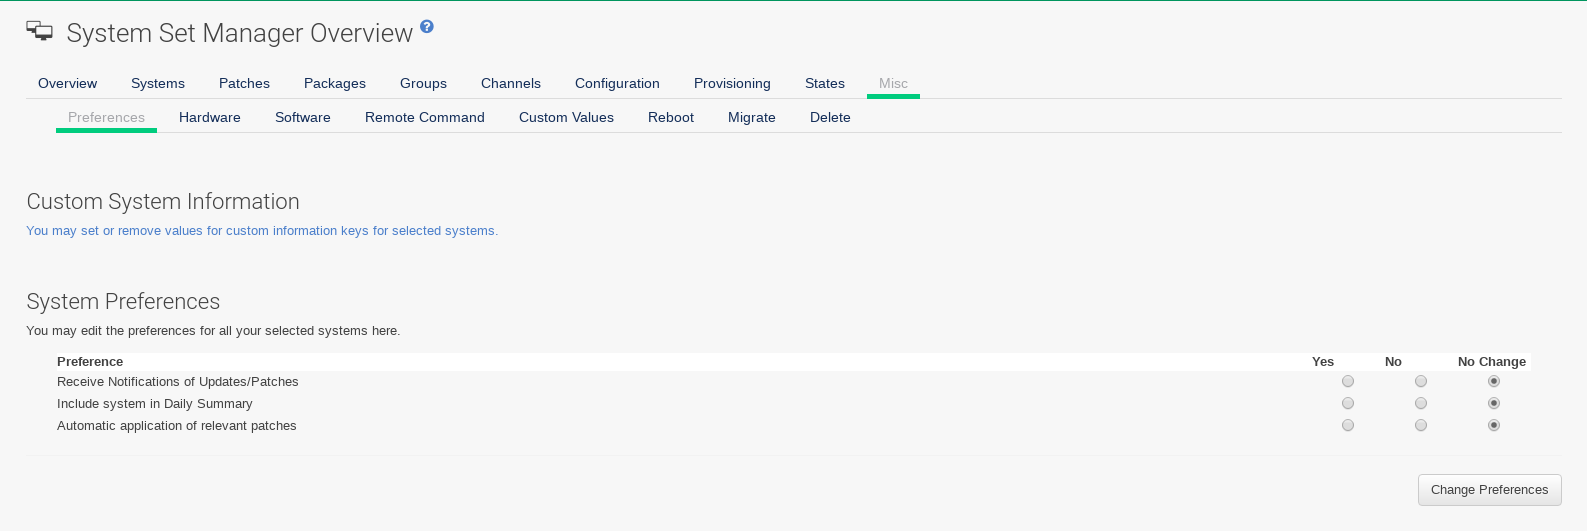 System Set Manager Overview ?
Overview Systems Patches Packages Groups Channels Configuration Provisioning States Misc
Preferences Hardware Software Remote Command Custom Values Reboot Migrate Delete
Custom System Information
You may set or remove values for custom information keys for selected systems.
System Preferences
You may edit the preferences for all your selected systems here.
Preference Yes No No Change
Receive Notifications of Updates/Patches
Include system in Daily Summary
Automatic application of relevant patches
Change Preferences